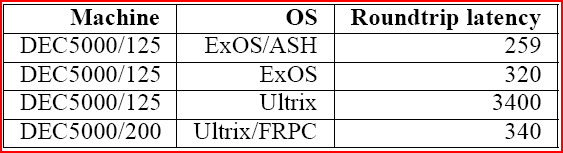 Machine OS Roundtrip latency
DEC5000/125 ExOS/ASH 259
DEC5000/125 ExOS 320
DEC5000/125 Ultrix 3400
DEC5000/200 Ultrix/FRPC 340